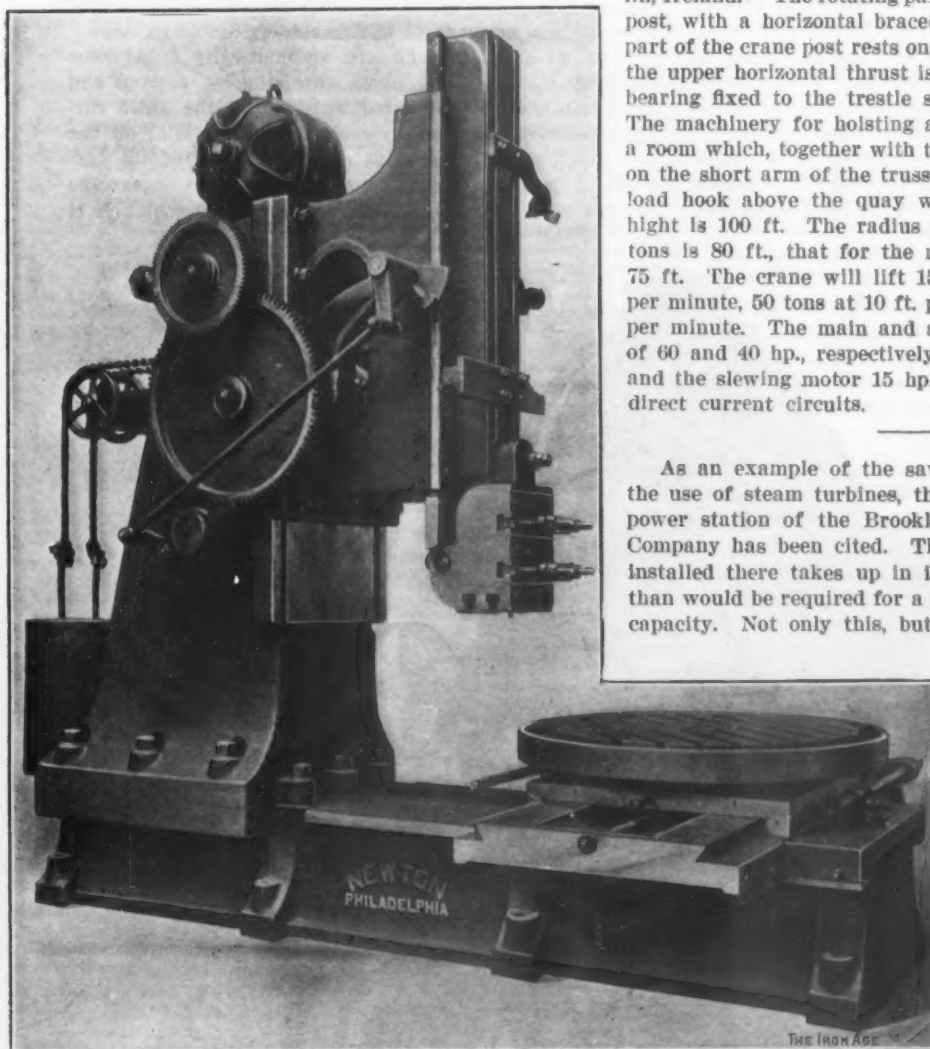 Ireland. The rotating
post, with a horizontal brace
part of the crane post rests on
the upper horizontal thrust is
bearing fixed to the trestle s
The machinery for hoisting a
a room which, together with t
on the short arm of the truss
load hook above the quay w
hight is 100 ft. The radius
tons is 80 ft., that for the
75 ft. The crane will lift 15
per minute, 50 tons at 10 ft. p
per minute. The main and a
of 60 and 40 hp., respectively
and the slewing motor 15 hp.
direct current circuits.
As an example of the sav
the use of steam turbines, th
power station of the Brookl
Company has been cited. Th
installed there takes up in i
than would be required for a
capacity. Not only this, but
NEWTON
PHILADELPHIA
THE IRON AGE